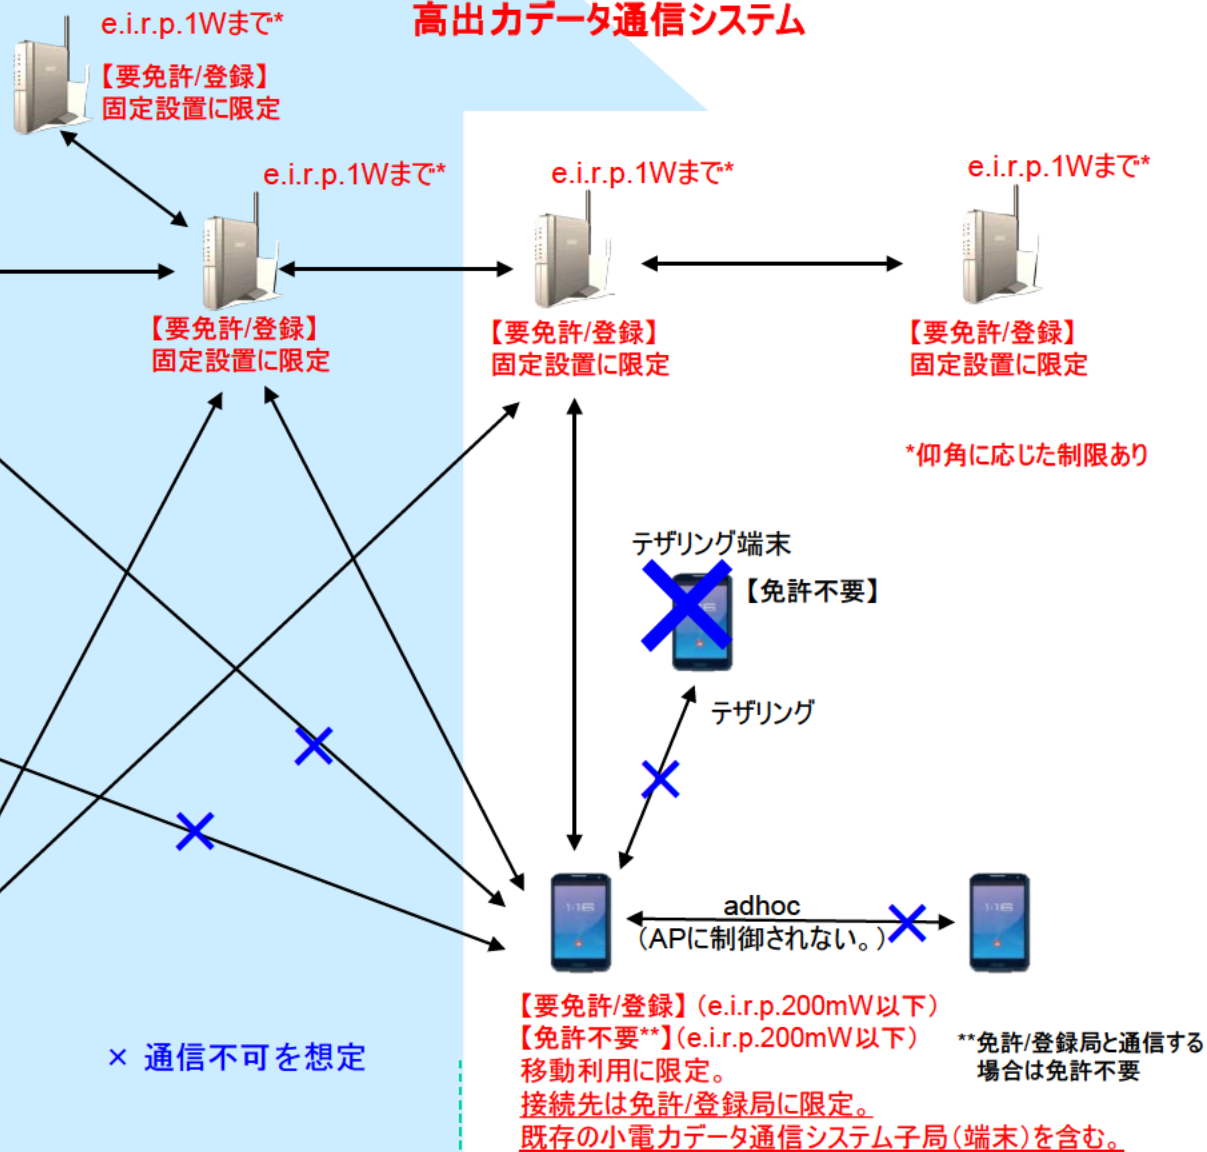 高出力データ通信システム
e.i.r.p.1Wまで*
【要免許/登録】
固定設置に限定
e.i.r.p.1Wまで*
【要免許/登録】
固定設置に限定
e.i.r.p.1Wまで*
【要免許/登録】
固定設置に限定
e.i.r.p.1Wまで*
【要免許/登録】
固定設置に限定
*仰角に応じた制限あり
テザリング端末
【免許不要】
テザリング
adhoc
（APに制御されない。）
1:16
1:16
【要免許/登録】（e.i.r.p.200mW以下）
【免許不要**】（e.i.r.p.200mW以下）
移動利用に限定。
接続先は免許/登録局に限定。
既存の小電力データ通信システム子局（端末）を含む。
**免許/登録局と通信する
場合は免許不要
× 通信不可を想定